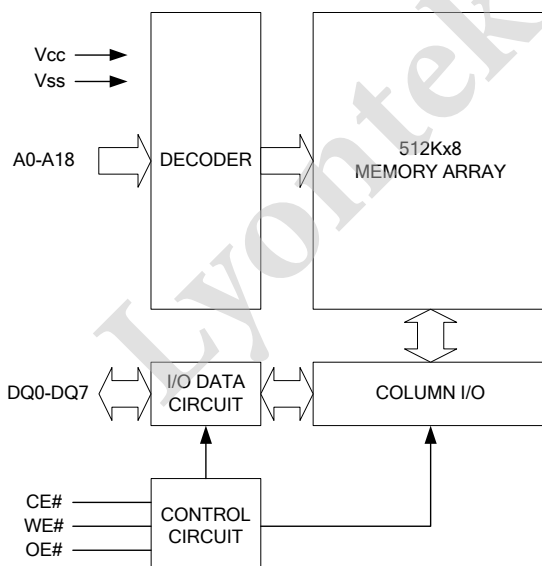 Vcc
Vss
A0-A18
DECODER
512Kx8
MEMORY ARRAY
DQ0-DQ7
I/O DATA
CIRCUIT
COLUMN I/O
CE#
WE#
OE#
CONTROL
CIRCUIT
Lyontek